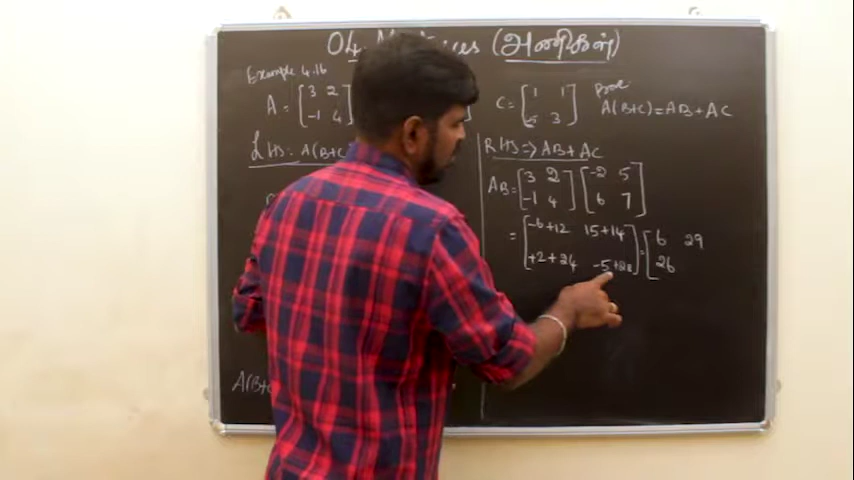 04. (அணிகள்)
Example 4.16
A = [3 2
-1 4]
C = [1 1
-5 3]
A(B+C) = AB + AC
LHS: A(B+C
RHS => AB + AC
AB = [3 2
-1 4] [-2 5
6 7]
= [-6+12 15+14
+2+24 -5+28] = [6 29
26
A(B+C